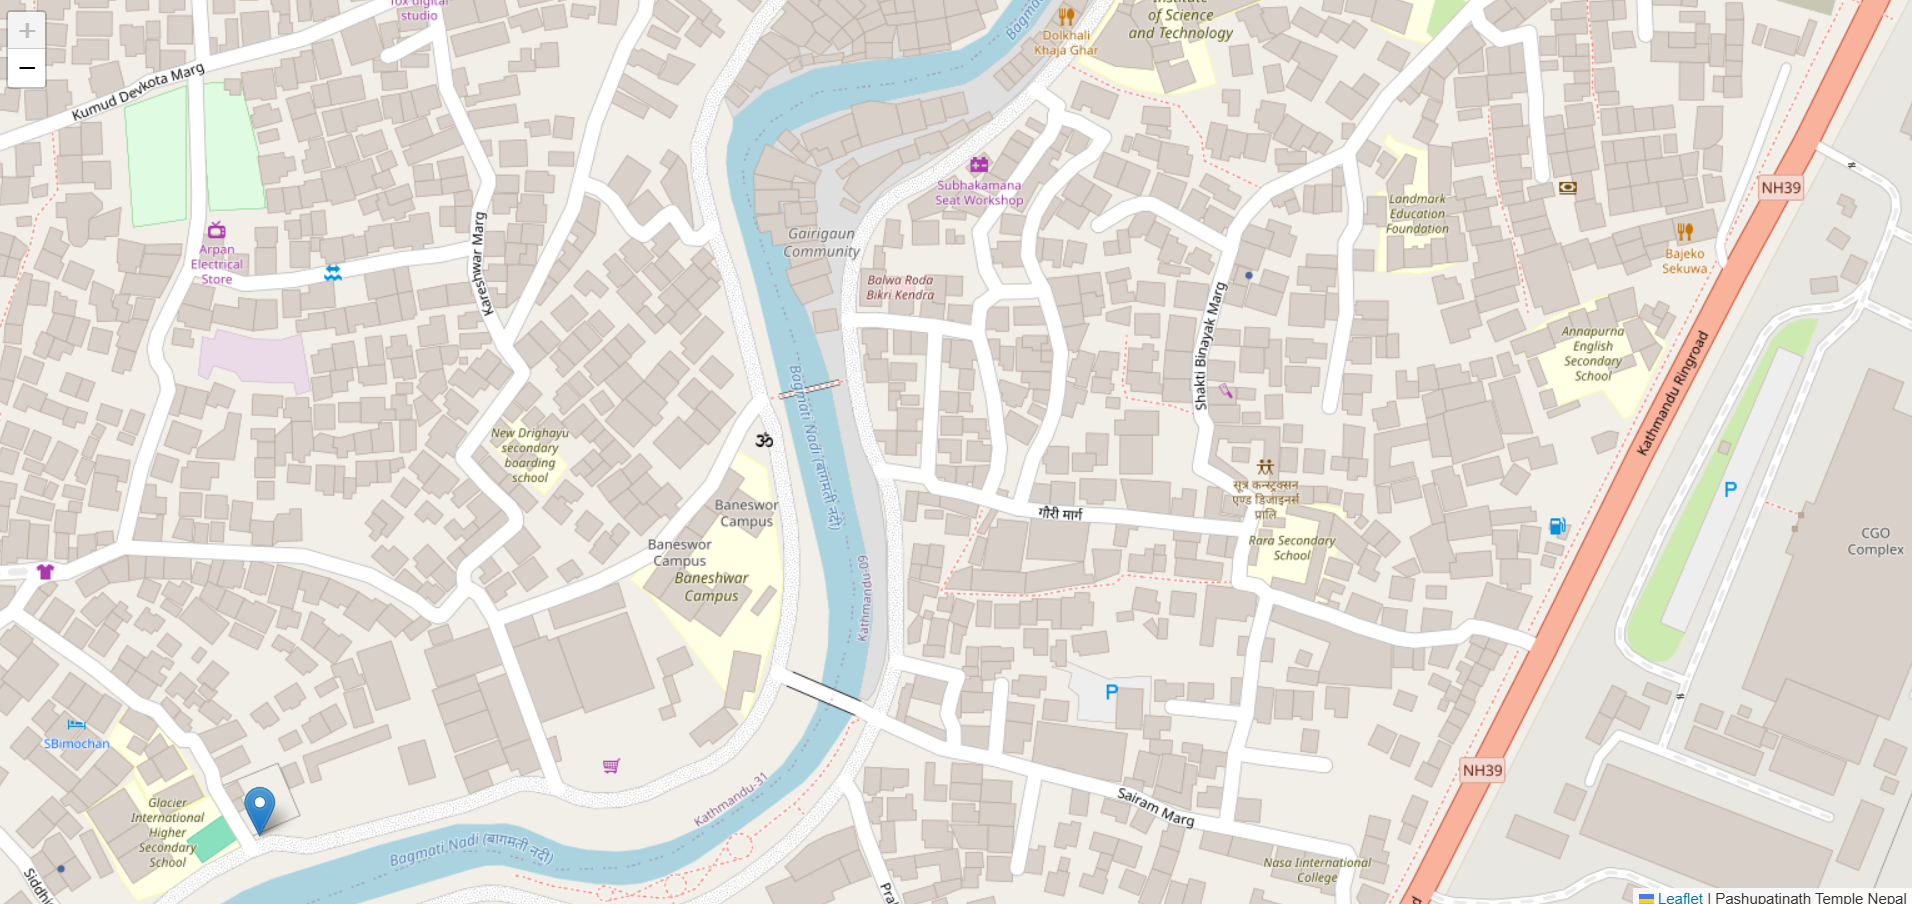 +
−
fox digital
studio
Kumud Devkota Marg
Arpan
Electrical
Store
Kareshwar Marg
New Drighayu
secondary
boarding
school
ॐ
Baneswor
Campus
Baneswor
Campus
Baneshwar
Campus
SBimochan
Glacier
International
Higher
Secondary
School
Bagmati Nadi (बागमती नदी)
Kathmandu-31
Bagmati Nadi (बागमती नदी)
Kathmandu-09
Gairigaun
Community
Balwa Roda
Bikri Kendra
Subhakamana
Seat Workshop
Dolkhali
Khaja Ghar
Institute
of Science
and Technology
Shakti Binayak Marg
Landmark
Education
Foundation
गौरी मार्ग
सूत्र कन्स्ट्रक्सन
एण्ड डिजाइनर्स
प्रालि
Rara Secondary
School
P
Sairam Marg
Nasa Iinternational
College
NH39
Bajeko
Sekuwa
Annapurna
English
Secondary
School
Kathmandu Ringroad
P
CGO
Complex
NH39
Leaflet | Pashupatinath Temple Nepal